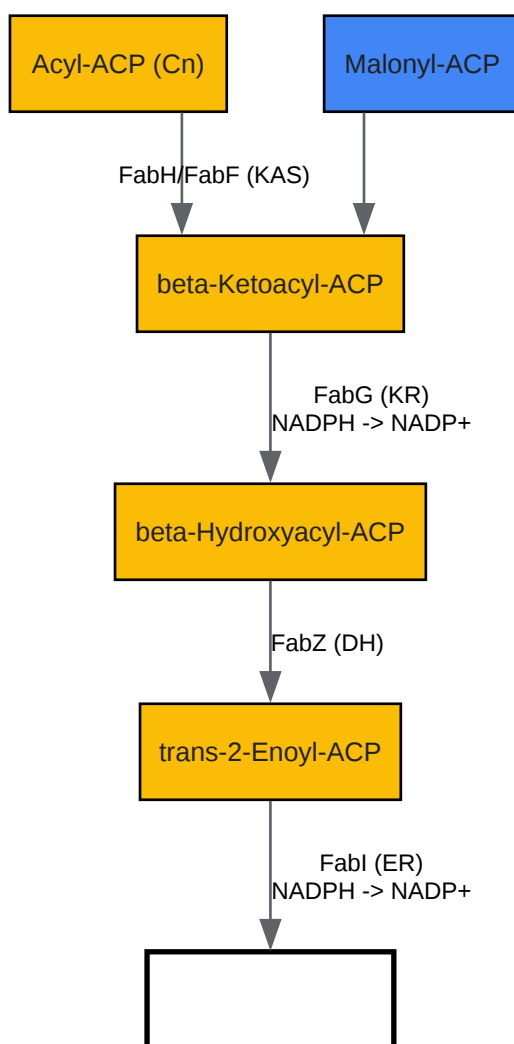 Acyl-ACP (Cn)
Malonyl-ACP
FabH/FabF (KAS)
beta-Ketoacyl-ACP
FabG (KR)
NADPH -> NADP+
beta-Hydroxyacyl-ACP
FabZ (DH)
trans-2-Enoyl-ACP
FabI (ER)
NADPH -> NADP+